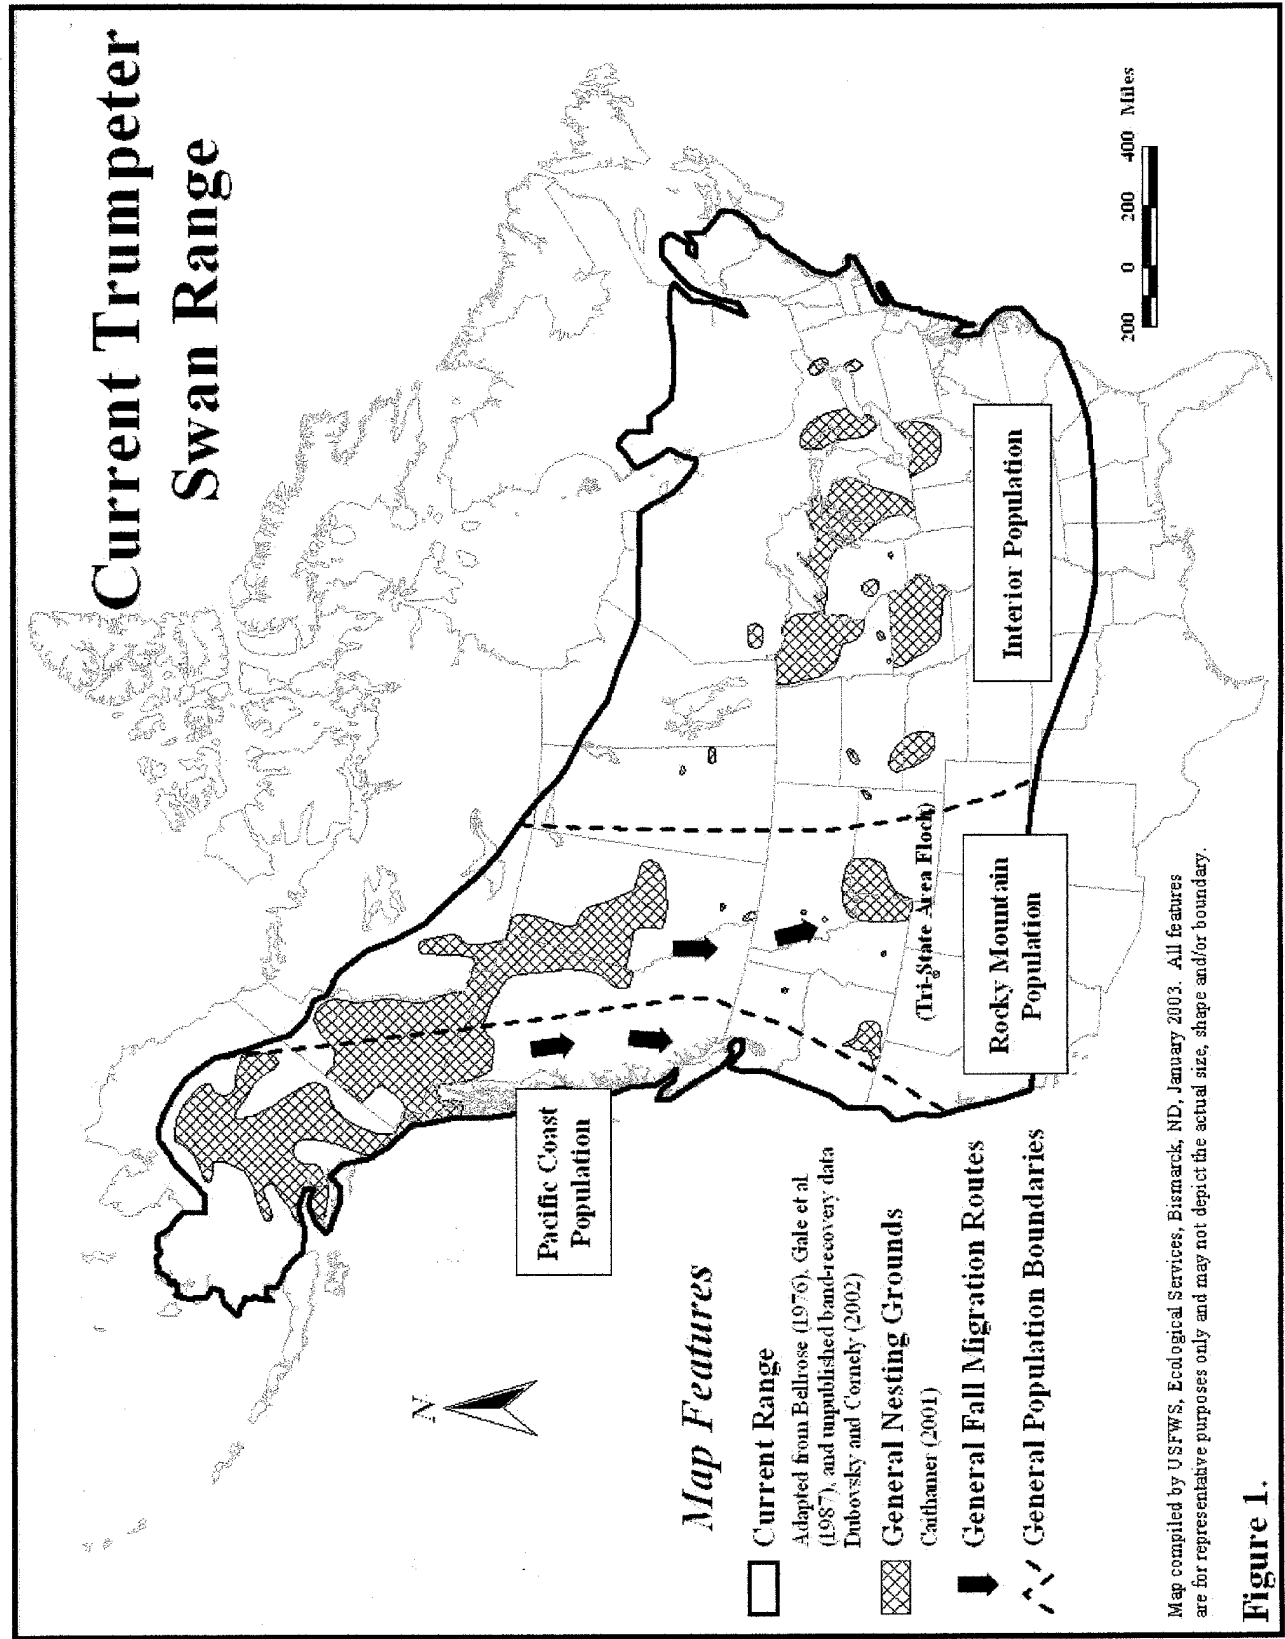 Current Trumpeter
Swan Range
N
Pacific Coast
Population
Rocky Mountain
Population
(Tri-State Area Flock)
Interior Population
200 0 200 400 Miles
Map Features
Current Range
Adapted from Bellrose (1976), Gale et al
(1987), and unpublished band-recovery data
Dubovsky and Cornely (2002)
General Nesting Grounds
Caithamer (2001)
General Fall Migration Routes
General Population Boundaries
Map compiled by USFWS, Ecological Services, Bismarck, ND, January 2003. All features
are for representative purposes only and may not depict the actual size, shape and/or boundary.
Figure 1.